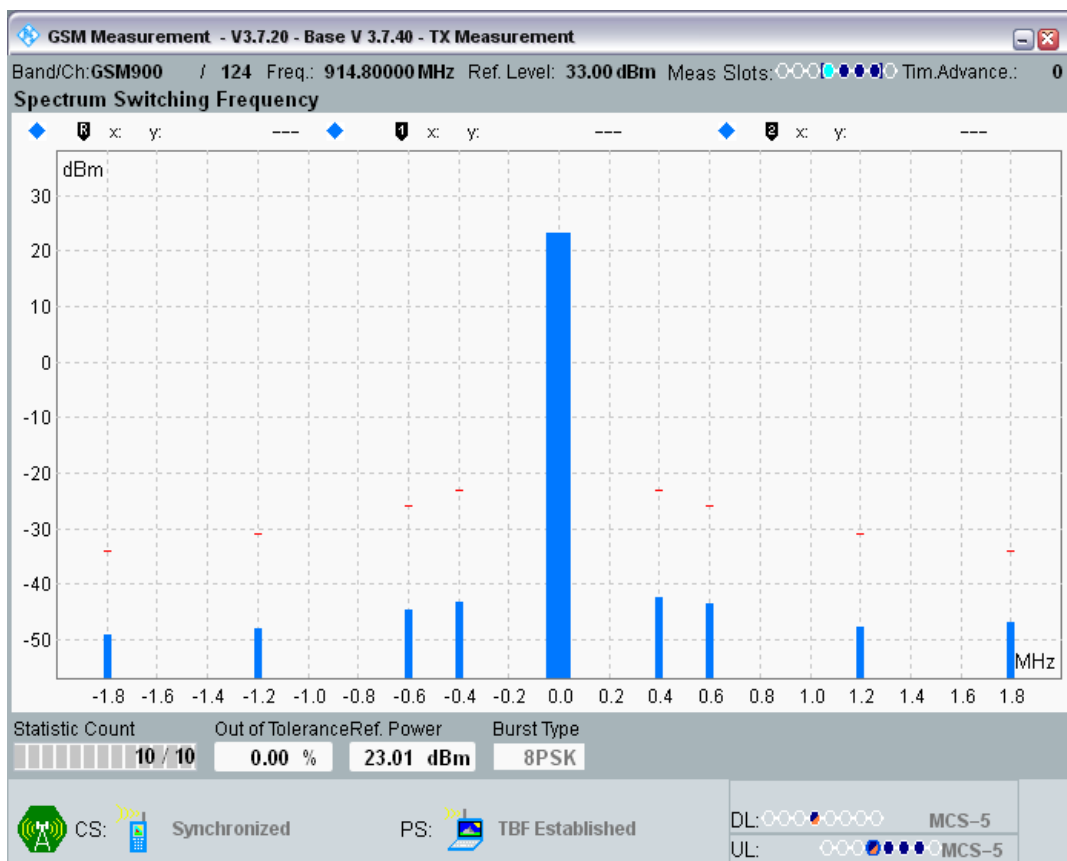 GSM Measurement - V3.7.20 - Base V 3.7.40 - TX Measurement
Band/Ch:GSM900 / 124 Freq.: 914.80000 MHz Ref. Level: 33.00 dBm Meas Slots: Tim.Advance.: 0
Spectrum Switching Frequency
R x: y: --- 1 x: y: --- 2 x: y: ---
dBm
30
20
10
0
-10
-20
-30
-40
-50
MHz
-1.8 -1.6 -1.4 -1.2 -1.0 -0.8 -0.6 -0.4 -0.2 0.0 0.2 0.4 0.6 0.8 1.0 1.2 1.4 1.6 1.8
Statistic Count Out of Tolerance Ref. Power Burst Type
10 / 10 0.00 % 23.01 dBm 8PSK
CS: Synchronized PS: TBF Established
DL: MCS-5
UL: MCS-5